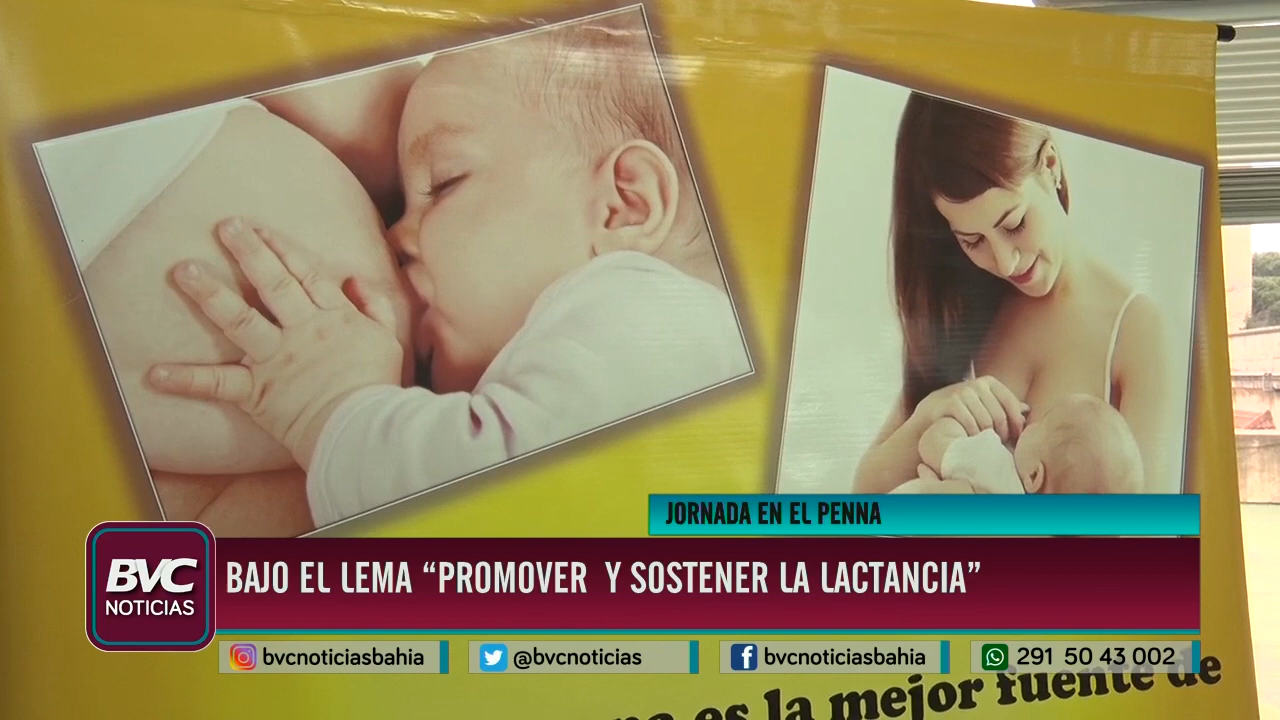 JORNADA EN EL PENNA
BVC
NOTICIAS
BAJO EL LEMA “PROMOVER Y SOSTENER LA LACTANCIA”
bvcnoticiasbahia
@bvcnoticias
bvcnoticiasbahia
291 50 43 002
es la mejor fuente de